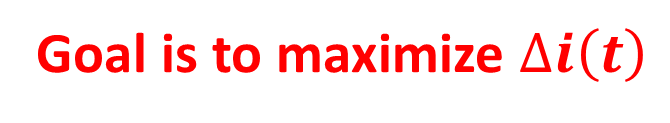 Goal is to maximize Δi(t)